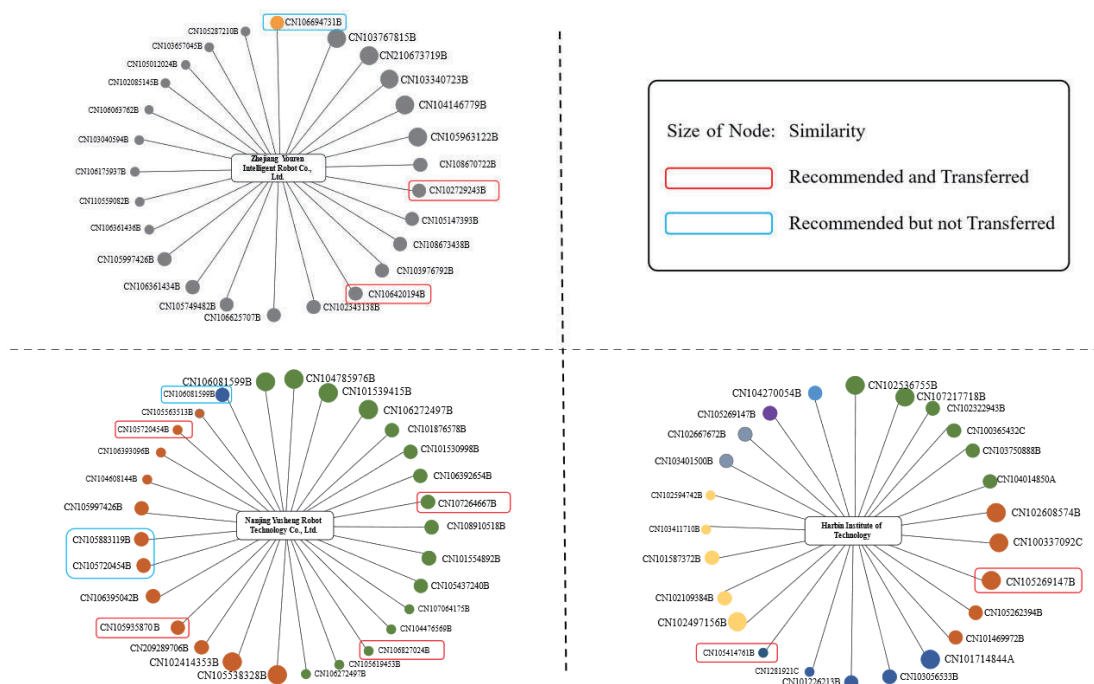 CN106694731B
CN105287210B
CN103767815B
CN103657045B
CN210673719B
CN105012024B
CN103340723B
CN102085145B
CN104146779B
CN106063762B
CN105963122B
CN103040594B
Zhejiang Youren
Intelligent Robot Co.,
Ltd.
CN108670722B
CN106175937B
CN102729243B
CN110559082B
CN105147393B
CN106361436B
CN108673438B
CN105997426B
CN103976792B
CN106361434B
CN106420194B
CN105749482B
CN102343138B
CN106625707B
Size of Node: Similarity
Recommended and Transferred
Recommended but not Transferred
CN106081599B
CN104785976B
CN106081599B
CN101539415B
CN105563513B
CN106272497B
CN105720454B
CN101876578B
CN106393096B
CN101530998B
CN104608144B
CN106392654B
CN105997426B
CN107264667B
Nanjing Yusheng Robot
Technology Co., Ltd.
CN108910518B
CN105883119B
CN101554892B
CN105720454B
CN105437240B
CN106395042B
CN107064175B
CN105935870B
CN104476569B
CN209289706B
CN106827024B
CN102414353B
CN105619453B
CN105538328B
CN106272497B
CN104270054B
CN102536755B
CN107217718B
CN105269147B
CN102322943B
CN102667672B
CN100365432C
CN103401500B
CN103750888B
CN104014850A
CN102594742B
CN102608574B
CN103411710B
Harbin Institute of
Technology
CN100337092C
CN101587372B
CN105269147B
CN102109384B
CN105262394B
CN102497156B
CN101469972B
CN105414761B
CN101714844A
CN1281921C
CN103056533B
CN101226213B